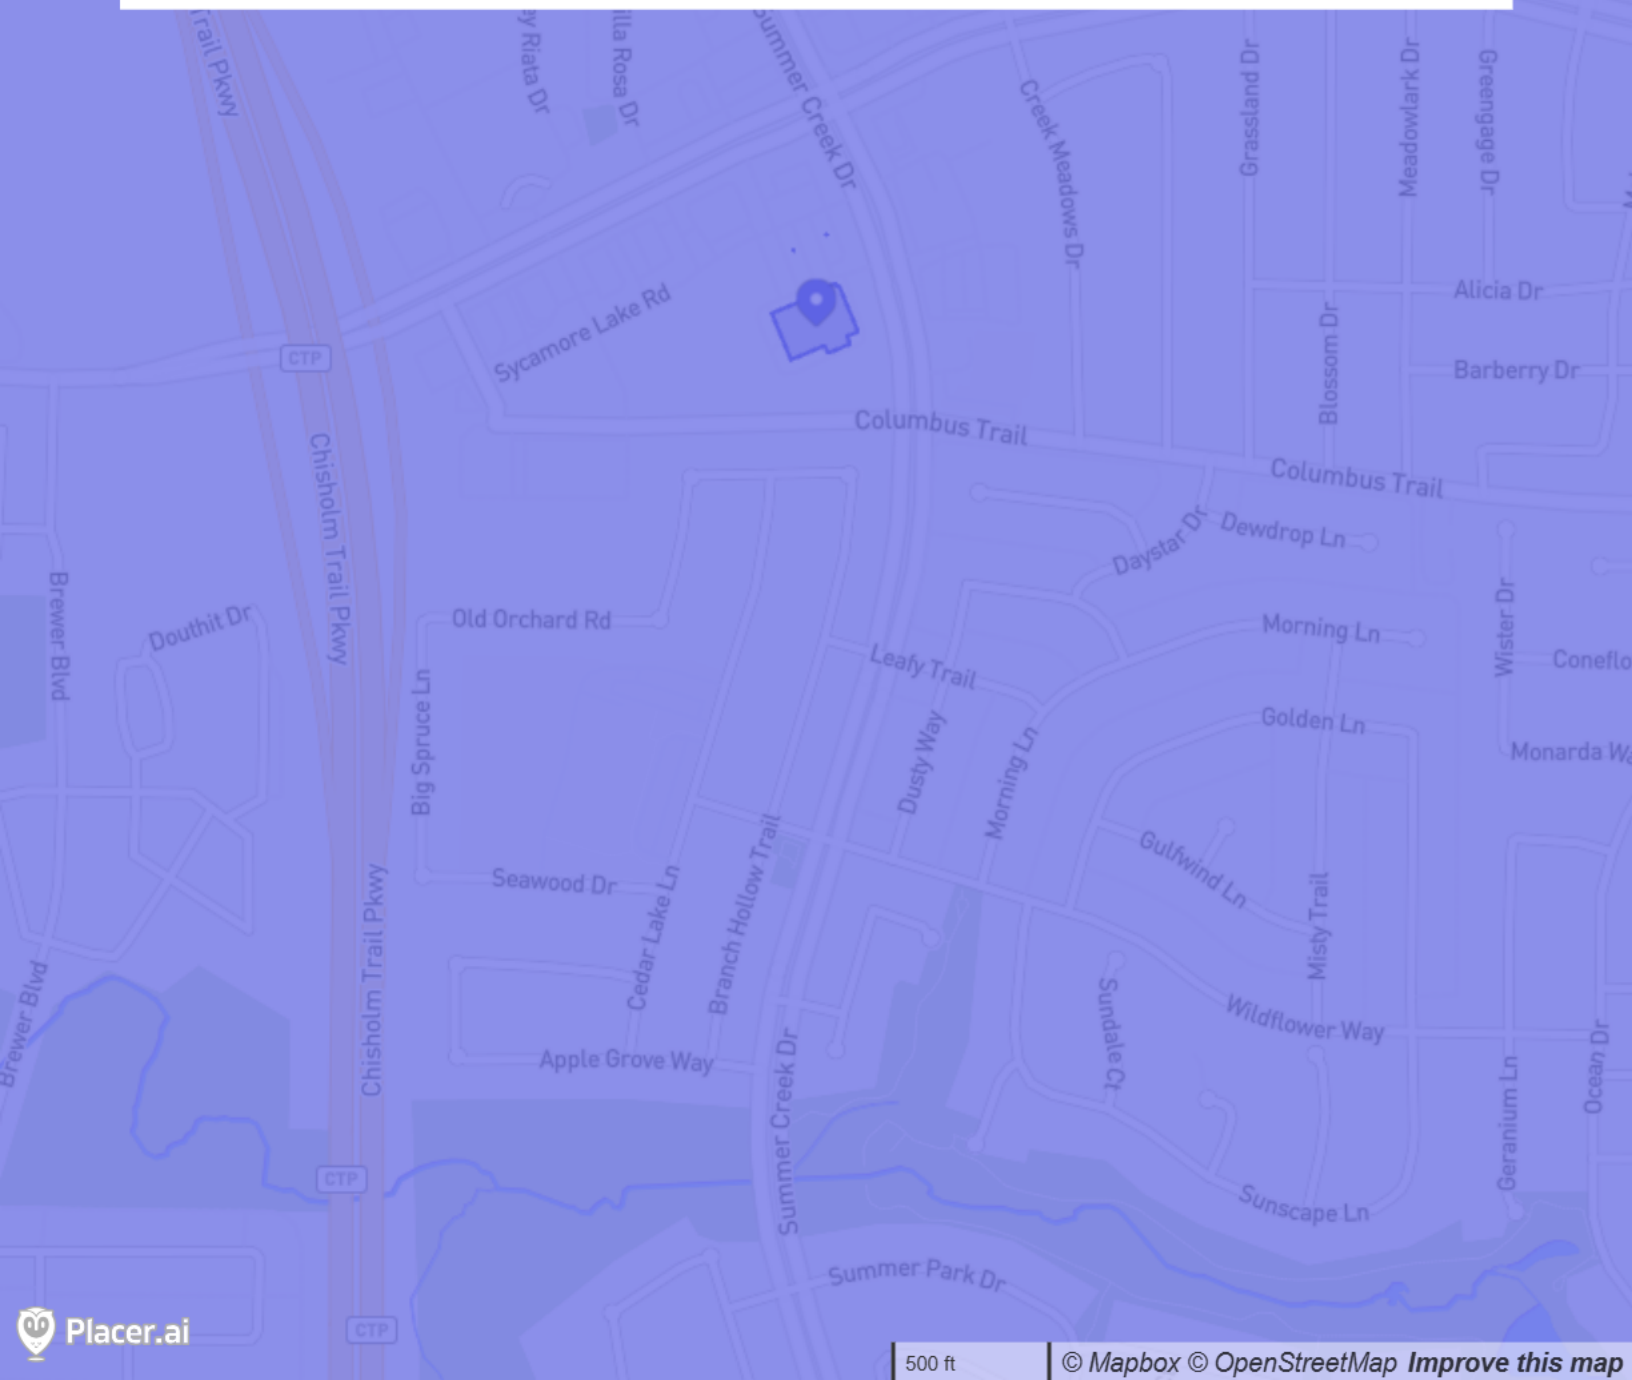 Trail Pkwy
ey Riata Dr
illa Rosa Dr
Summer Creek Dr
Creek Meadows Dr
Grassland Dr
Meadowlark Dr
Greengage Dr
Sycamore Lake Rd
Alicia Dr
CTP
Blossom Dr
Barberry Dr
Columbus Trail
Columbus Trail
Chisholm Trail Pkwy
Daystar Dr
Dewdrop Ln
Brewer Blvd
Douthit Dr
Old Orchard Rd
Morning Ln
Wister Dr
Coneflo
Leafy Trail
Big Spruce Ln
Dusty Way
Morning Ln
Golden Ln
Monarda Wa
Seawood Dr
Gulfwind Ln
Cedar Lake Ln
Branch Hollow Trail
Misty Trail
Chisholm Trail Pkwy
Brewer Blvd
Sundale Ct
Wildflower Way
Apple Grove Way
Summer Creek Dr
Geranium Ln
Ocean Dr
CTP
Sunscape Ln
Summer Park Dr
CTP
Placer.ai
500 ft
© Mapbox © OpenStreetMap Improve this map